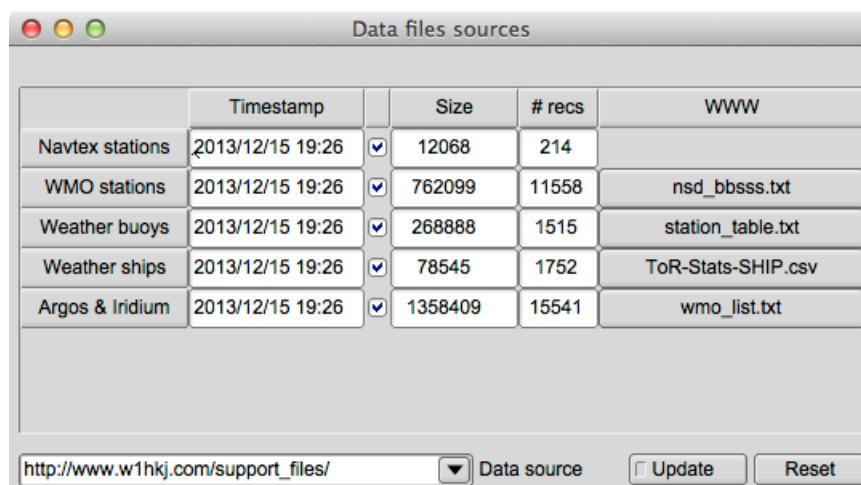 Data files sources
Timestamp Size # recs WWW
Navtex stations 2013/12/15 19:26 12068 214
WMO stations 2013/12/15 19:26 762099 11558 nsd_bbsss.txt
Weather buoys 2013/12/15 19:26 268888 1515 station_table.txt
Weather ships 2013/12/15 19:26 78545 1752 ToR-Stats-SHIP.csv
Argos & Iridium 2013/12/15 19:26 1358409 15541 wmo_list.txt
http://www.w1hkj.com/support_files/ Data source Update Reset